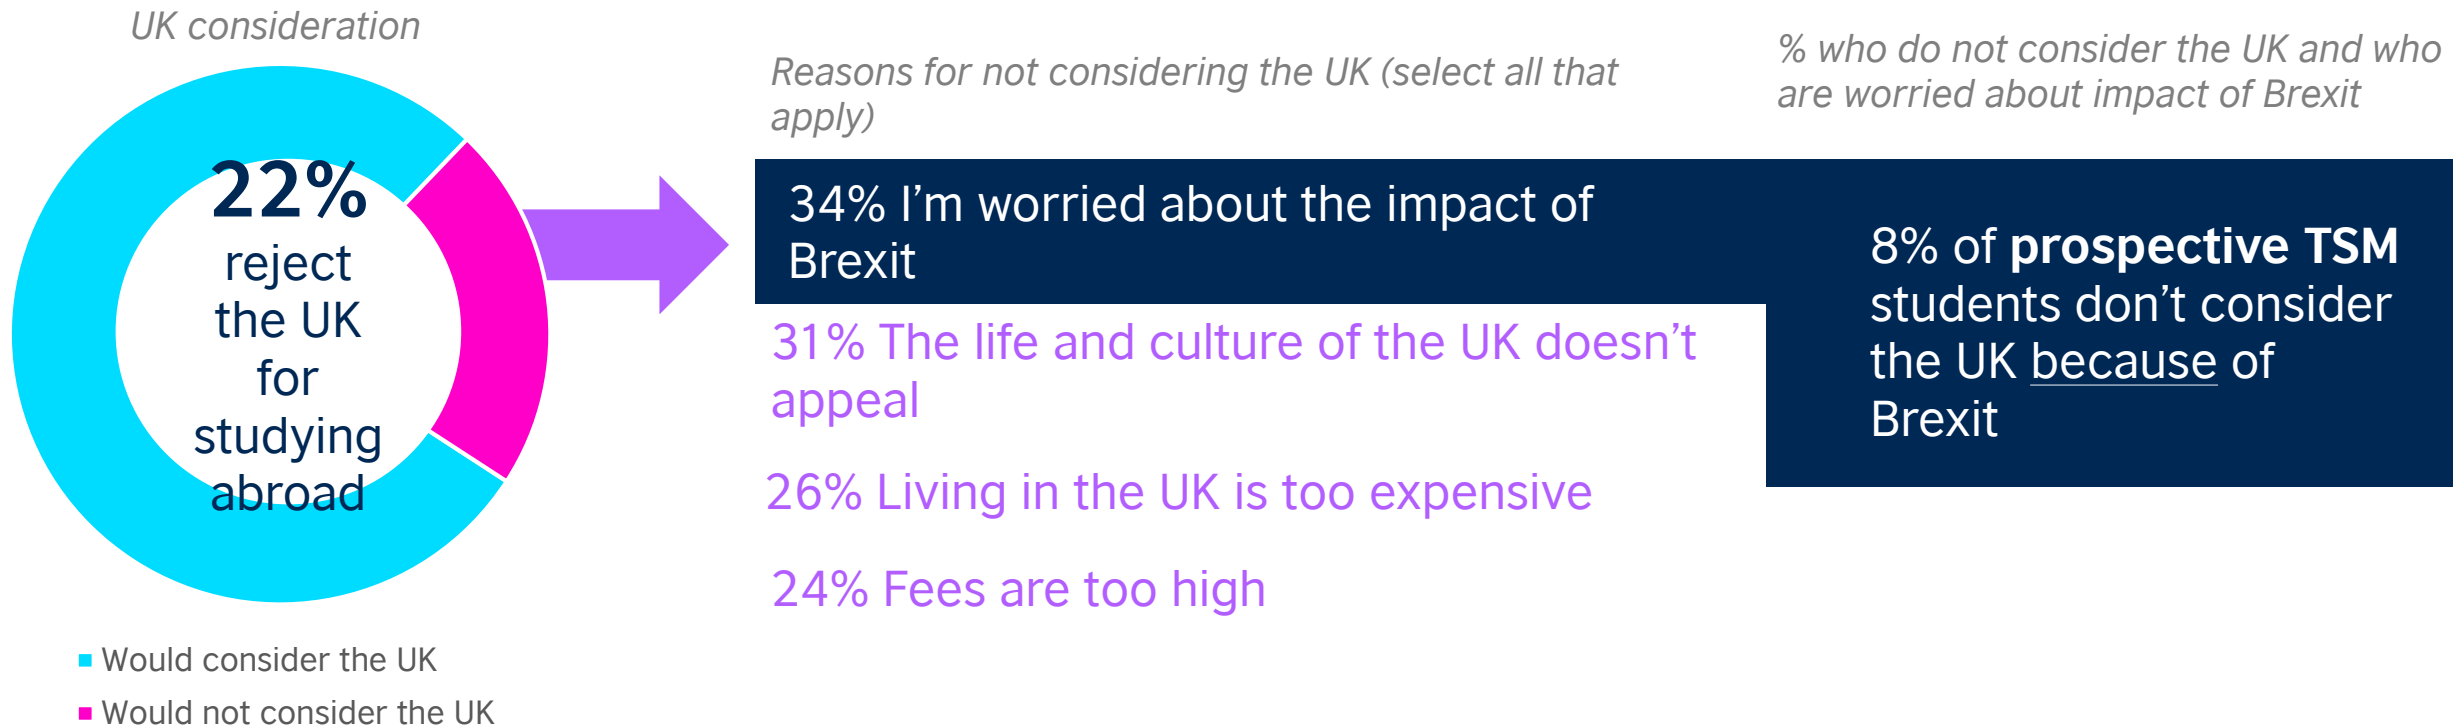 UK consideration
22%
reject
the UK
for
studying
abroad
Would consider the UK
Would not consider the UK
Reasons for not considering the UK (select all that
apply)
34% I’m worried about the impact of
Brexit
31% The life and culture of the UK doesn’t
appeal
26% Living in the UK is too expensive
24% Fees are too high
% who do not consider the UK and who
are worried about impact of Brexit
8% of prospective TSM
students don’t consider
the UK because of
Brexit